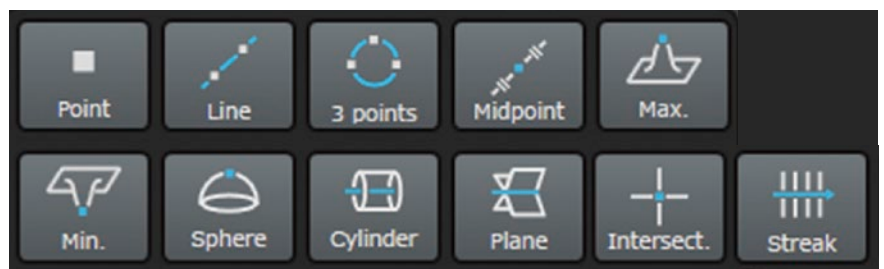 Point
Line
3 points
Midpoint
Max.
Min.
Sphere
Cylinder
Plane
Intersect.
Streak